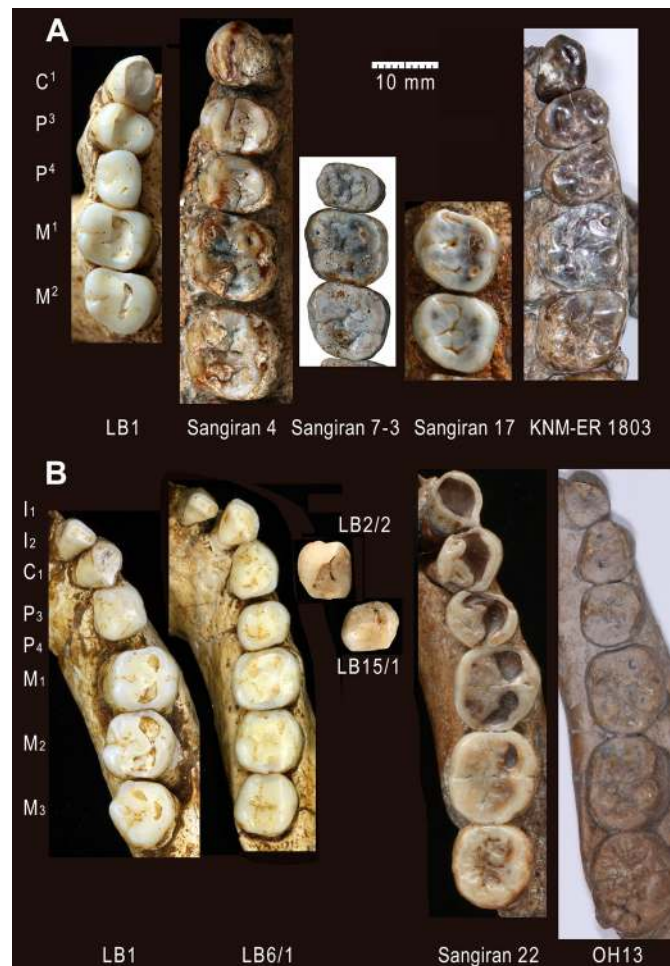 A
10 mm
C¹
P³
P⁴
M¹
M²
LB1 Sangiran 4 Sangiran 7-3 Sangiran 17 KNM-ER 1803
B
I₁
I₂
C₁
P₃
P₄
M₁
M₂
M₃
LB2/2
LB15/1
LB1 LB6/1 Sangiran 22 OH13